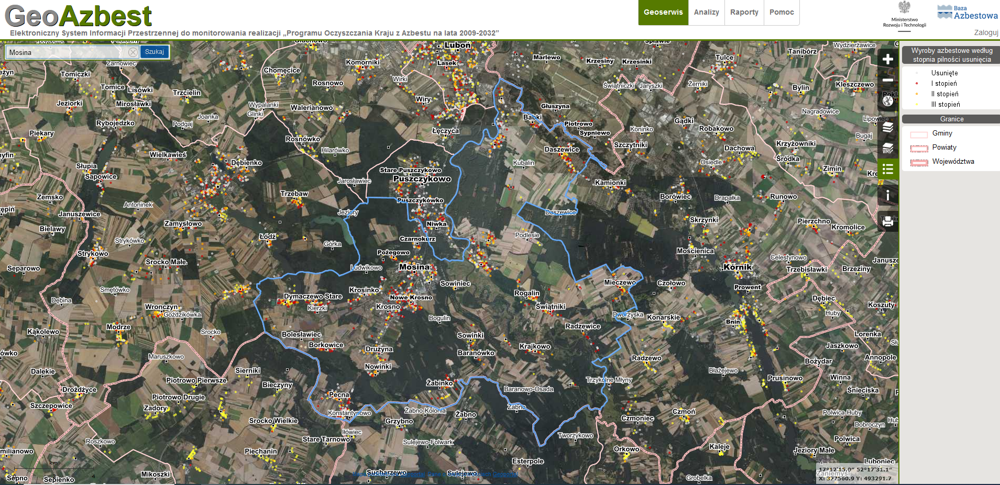 GeoAzbest
Elektroniczny System Informacji Przestrzennej do monitorowania realizacji „Programu Oczyszczania Kraju z Azbestu na lata 2009-2032”
Geoserwis
Analizy
Raporty
Pomoc
Ministerstwo
Rozwoju i Technologii
Baza
Azbestowa
Zaloguj
Mosina
Szukaj
Wyroby azbestowe według
stopnia pilności usunięcia
Usunięte
I stopień
II stopień
III stopień
Granice
Gminy
Powiaty
Województwa
WMS
Luboń
Lasek
Marlewo
Krzesiny
Krzesinki
Tulce
Tanibórz
Wydzierżawice
Żarnowiec
Tomiczki
Tomice
Lisówki
Mirosławki
Jeziorki
Trzcielin
Chomęcice
Rosnowo
Komorniki
Wirki
Wiry
Świątniczki
Jaryszki
Żerniki
Bylin
Kleszczewo
Wypalanki
Glinki
Walerianowo
Głuszyna
Babki
Piotrowo
Sypniewo
Koninko
Gądki
Robakowo
Nagradowice
Rybojedzko
Podgaj
Joanka
Piekary
Łęczyca
Rosnówko
Hilarówko
Wielkawieś
Dębienko
Słupia
Sapowice
Daszewice
Szczytniki
Dachowa
Osiedle
Krzyżowniki
Śródka
Bugaj
Zimin
Kubalin
Stare Puszczykowo
Puszczykowo
Jarosławiec
Puszczykówko
Trzebaw
Kamionki
Borówiec
Drapałka
Runowo
Zemsko
Antoninek
Januszewice
Bielawy
Zamysłowo
Jeziory
Niwka
Daszewice
Skrzynki
Pierzchno
Kromolice
Łódź
Górka
Czarnokurz
Podlesie
Strykówko
Strykowo
Pożegowo
Mościenica
Celestynowo
Separowo
Srocko Małe
Ludwikowo
Mosina
Kórnik
Trzebisławki
Brzeziny
Sowiniec
Mieczewo
Czołowo
Prowent
Smętówko
Krosinko
Dębina
Wronczyn
Dymaczewo Stare
Kierzki
Nowe Krosno
Krosno
Rogalin
Świątniki
Dębiec
Huby
Koszuty
Goździkówka
Bogulin
Dworzyska
Konarskie
Bnin
Kąkolewo
Modrze
Srocko
Bolesławiec
Sowinki
Radzewice
Lorenka
Borkowice
Drużyna
Baranówko
Krajkowo
Jaszkowo
Maruszkowo
Nowinki
Radzewo
Błażejewo
Bożydar
Annopole
Dalekie
Sierniki
Piotrowo Pierwsze
Bieczyny
Żabinko
Baranowo-Osada
Trzykolne Młyny
Prusinowo
Winna
Śnieciska
Drożdżyce
Szczepowice
Piotrowo Drugie
Zadory
Pecna
Konstantynowo
Żabno-Kolonia
Żabno
Żabno
Czmoń
Czmoniec
Polwica-Huby
Srocko Wielkie
Grzybno
Iłówiec
Stare Tarnowo
Sulejewo-Folwark
Tworzykowo
Dobroczyn
Polwica
Roszkowo
Piechanin
Orkowo
Kaleje
Jeziory Małe
Esterpole
Luboniec
Mikoszki
Sucharzewo
Sulejewo
Grobelka
Zaniemyśl
Sępno
Sepienko
km
4
17°12'15.0” 52°17'31.1”
X: 377560.9 Y: 493291.7